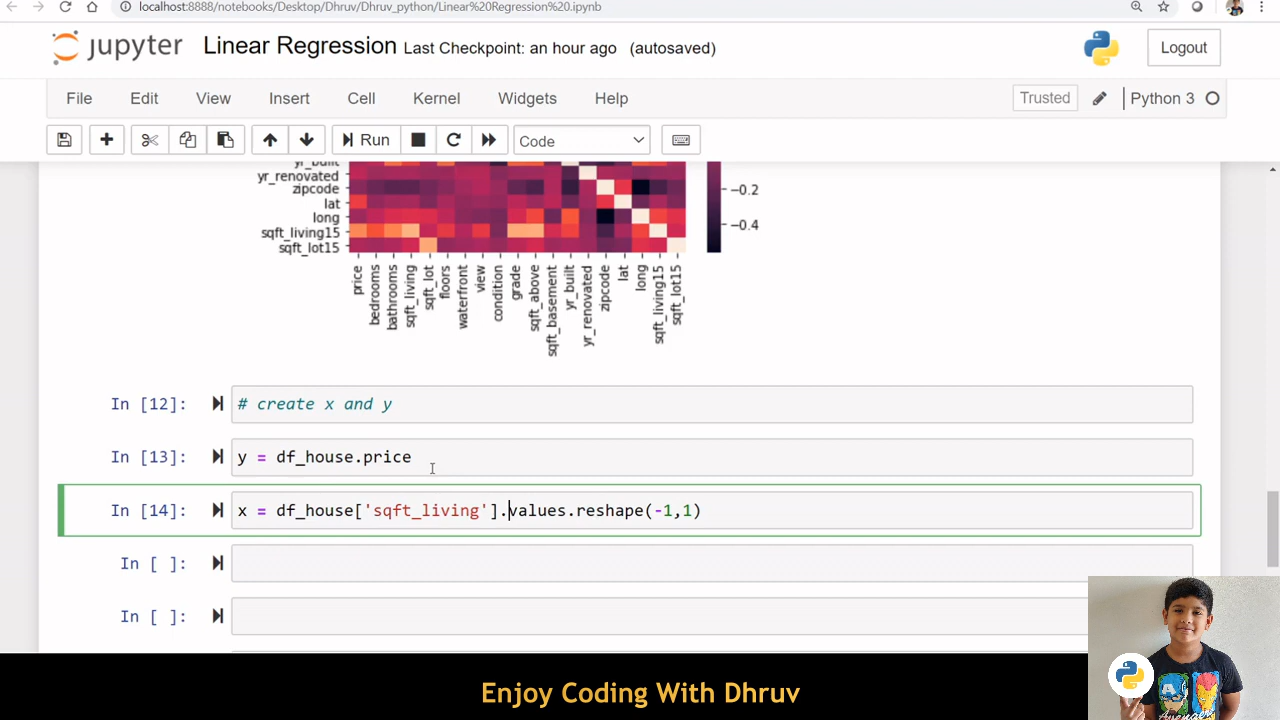 localhost:8888/notebooks/Desktop/Dhruv/Dhruv_python/Linear%20Regression%20.ipynb
jupyter Linear Regression Last Checkpoint: an hour ago (autosaved) Logout
File Edit View Insert Cell Kernel Widgets Help Trusted Python 3
Run Code
yr_built
yr_renovated
zipcode −0.2
lat
long −0.4
sqft_living15
sqft_lot15
price bedrooms bathrooms sqft_living sqft_lot floors waterfront view condition grade sqft_above sqft_basement yr_built yr_renovated zipcode lat long sqft_living15 sqft_lot15
In [12]: # create x and y
In [13]: y = df_house.price
In [14]: x = df_house['sqft_living'].values.reshape(-1,1)
In [ ]:
In [ ]:
Enjoy Coding With Dhruv